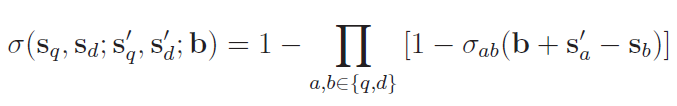 σ(s_q, s_d; s′_q, s′_d; b) = 1 − ∏_{a,b∈{q,d}} [1 − σ_{ab}(b + s′_a − s_b)]